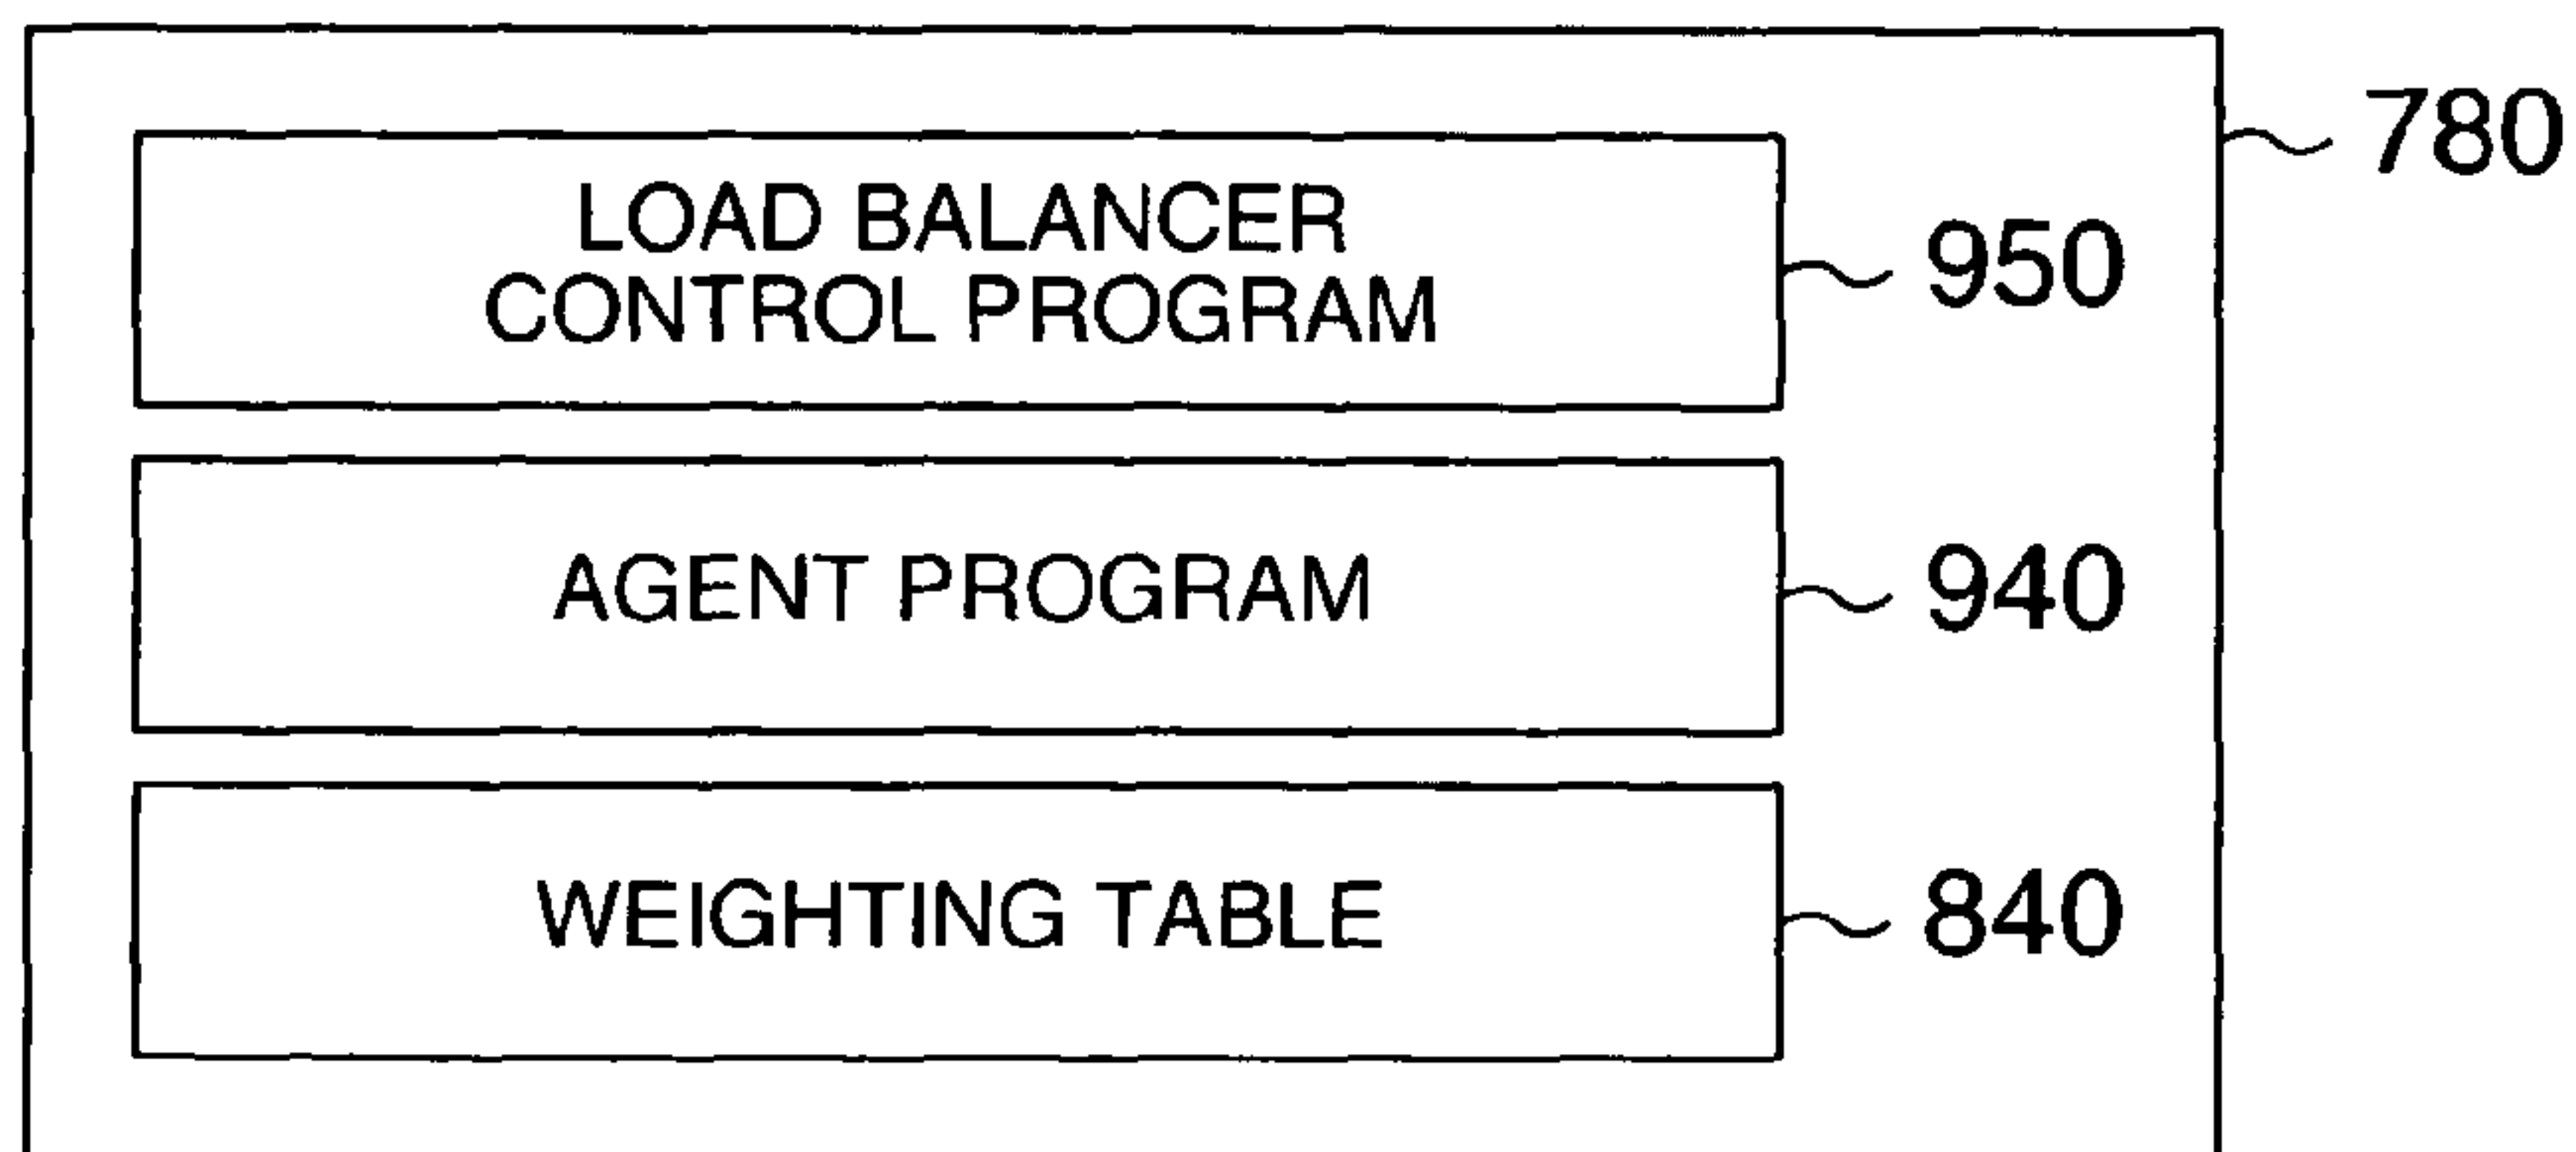 780
LOAD BALANCER
CONTROL PROGRAM
950
AGENT PROGRAM
940
WEIGHTING TABLE
840